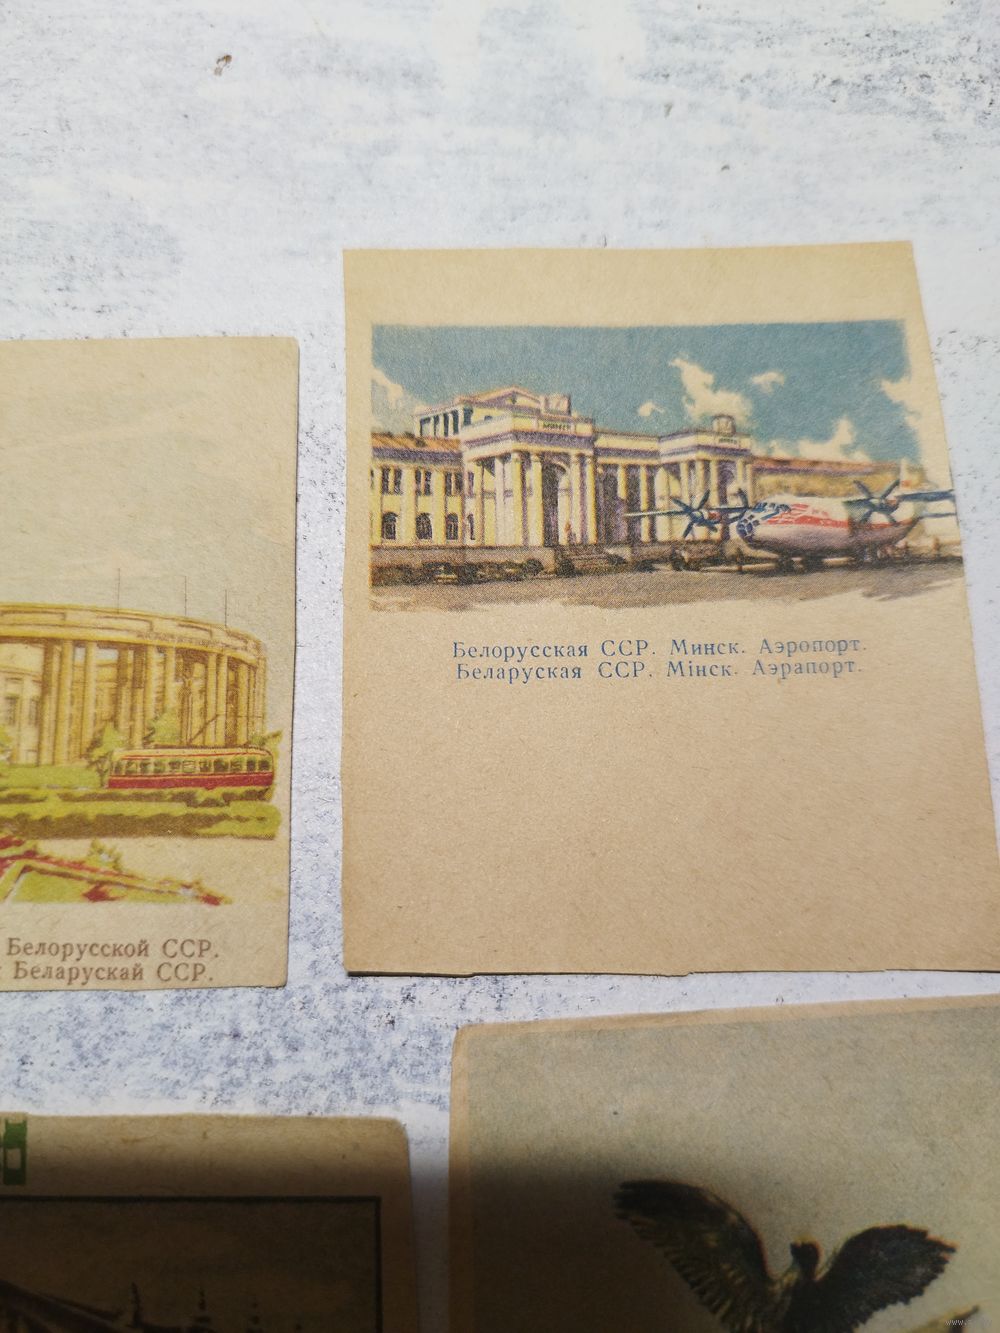 Белорусская ССР. Минск. Аэропорт.
Беларуская ССР. Мінск. Аэрапорт.
Белорусской ССР.
Беларускай ССР.